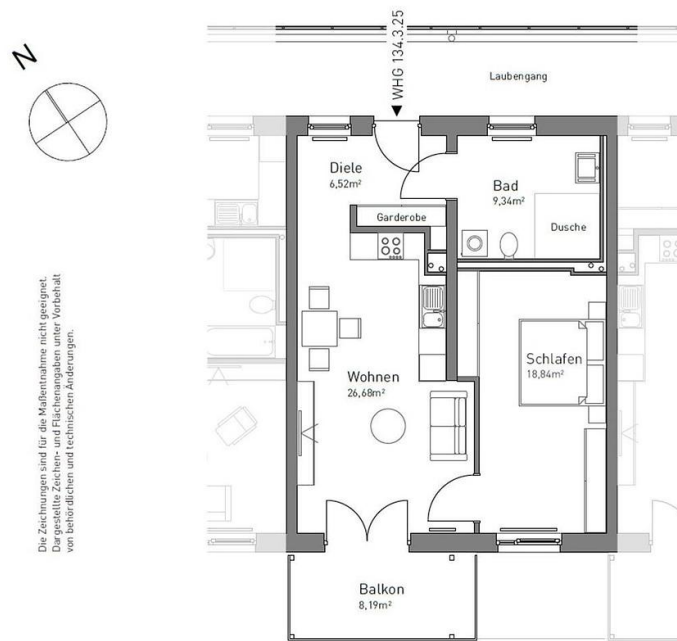 N
WHG 134.3.25
Laubengang
Diele
6,52m²
Bad
9,34m²
Garderobe
Dusche
Schlafen
18,84m²
Wohnen
26,68m²
Balkon
8,19m²
Die Zeichnungen sind für die Maßentnahme nicht geeignet.
Dargestellte Zeichen- und Flächenangaben unter Vorbehalt
von behördlichen und technischen Änderungen.